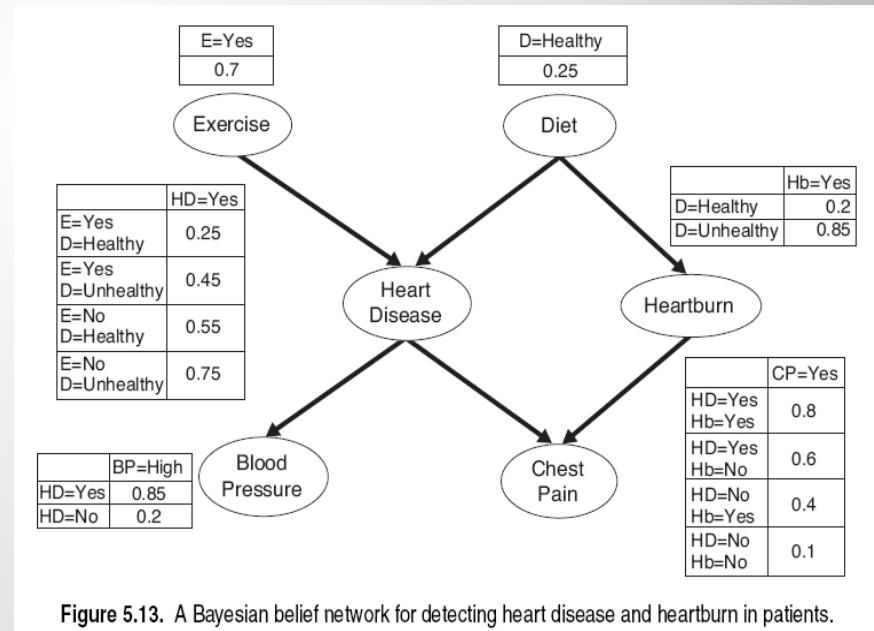 E=Yes
0.7
D=Healthy
0.25
Exercise
Diet
Hb=Yes
D=Healthy 0.2
D=Unhealthy 0.85
HD=Yes
E=Yes
D=Healthy 0.25
E=Yes
D=Unhealthy 0.45
E=No
D=Healthy 0.55
E=No
D=Unhealthy 0.75
Heart
Disease
Heartburn
CP=Yes
HD=Yes
Hb=Yes 0.8
HD=Yes
Hb=No 0.6
HD=No
Hb=Yes 0.4
HD=No
Hb=No 0.1
BP=High
HD=Yes 0.85
HD=No 0.2
Blood
Pressure
Chest
Pain
Figure 5.13. A Bayesian belief network for detecting heart disease and heartburn in patients.